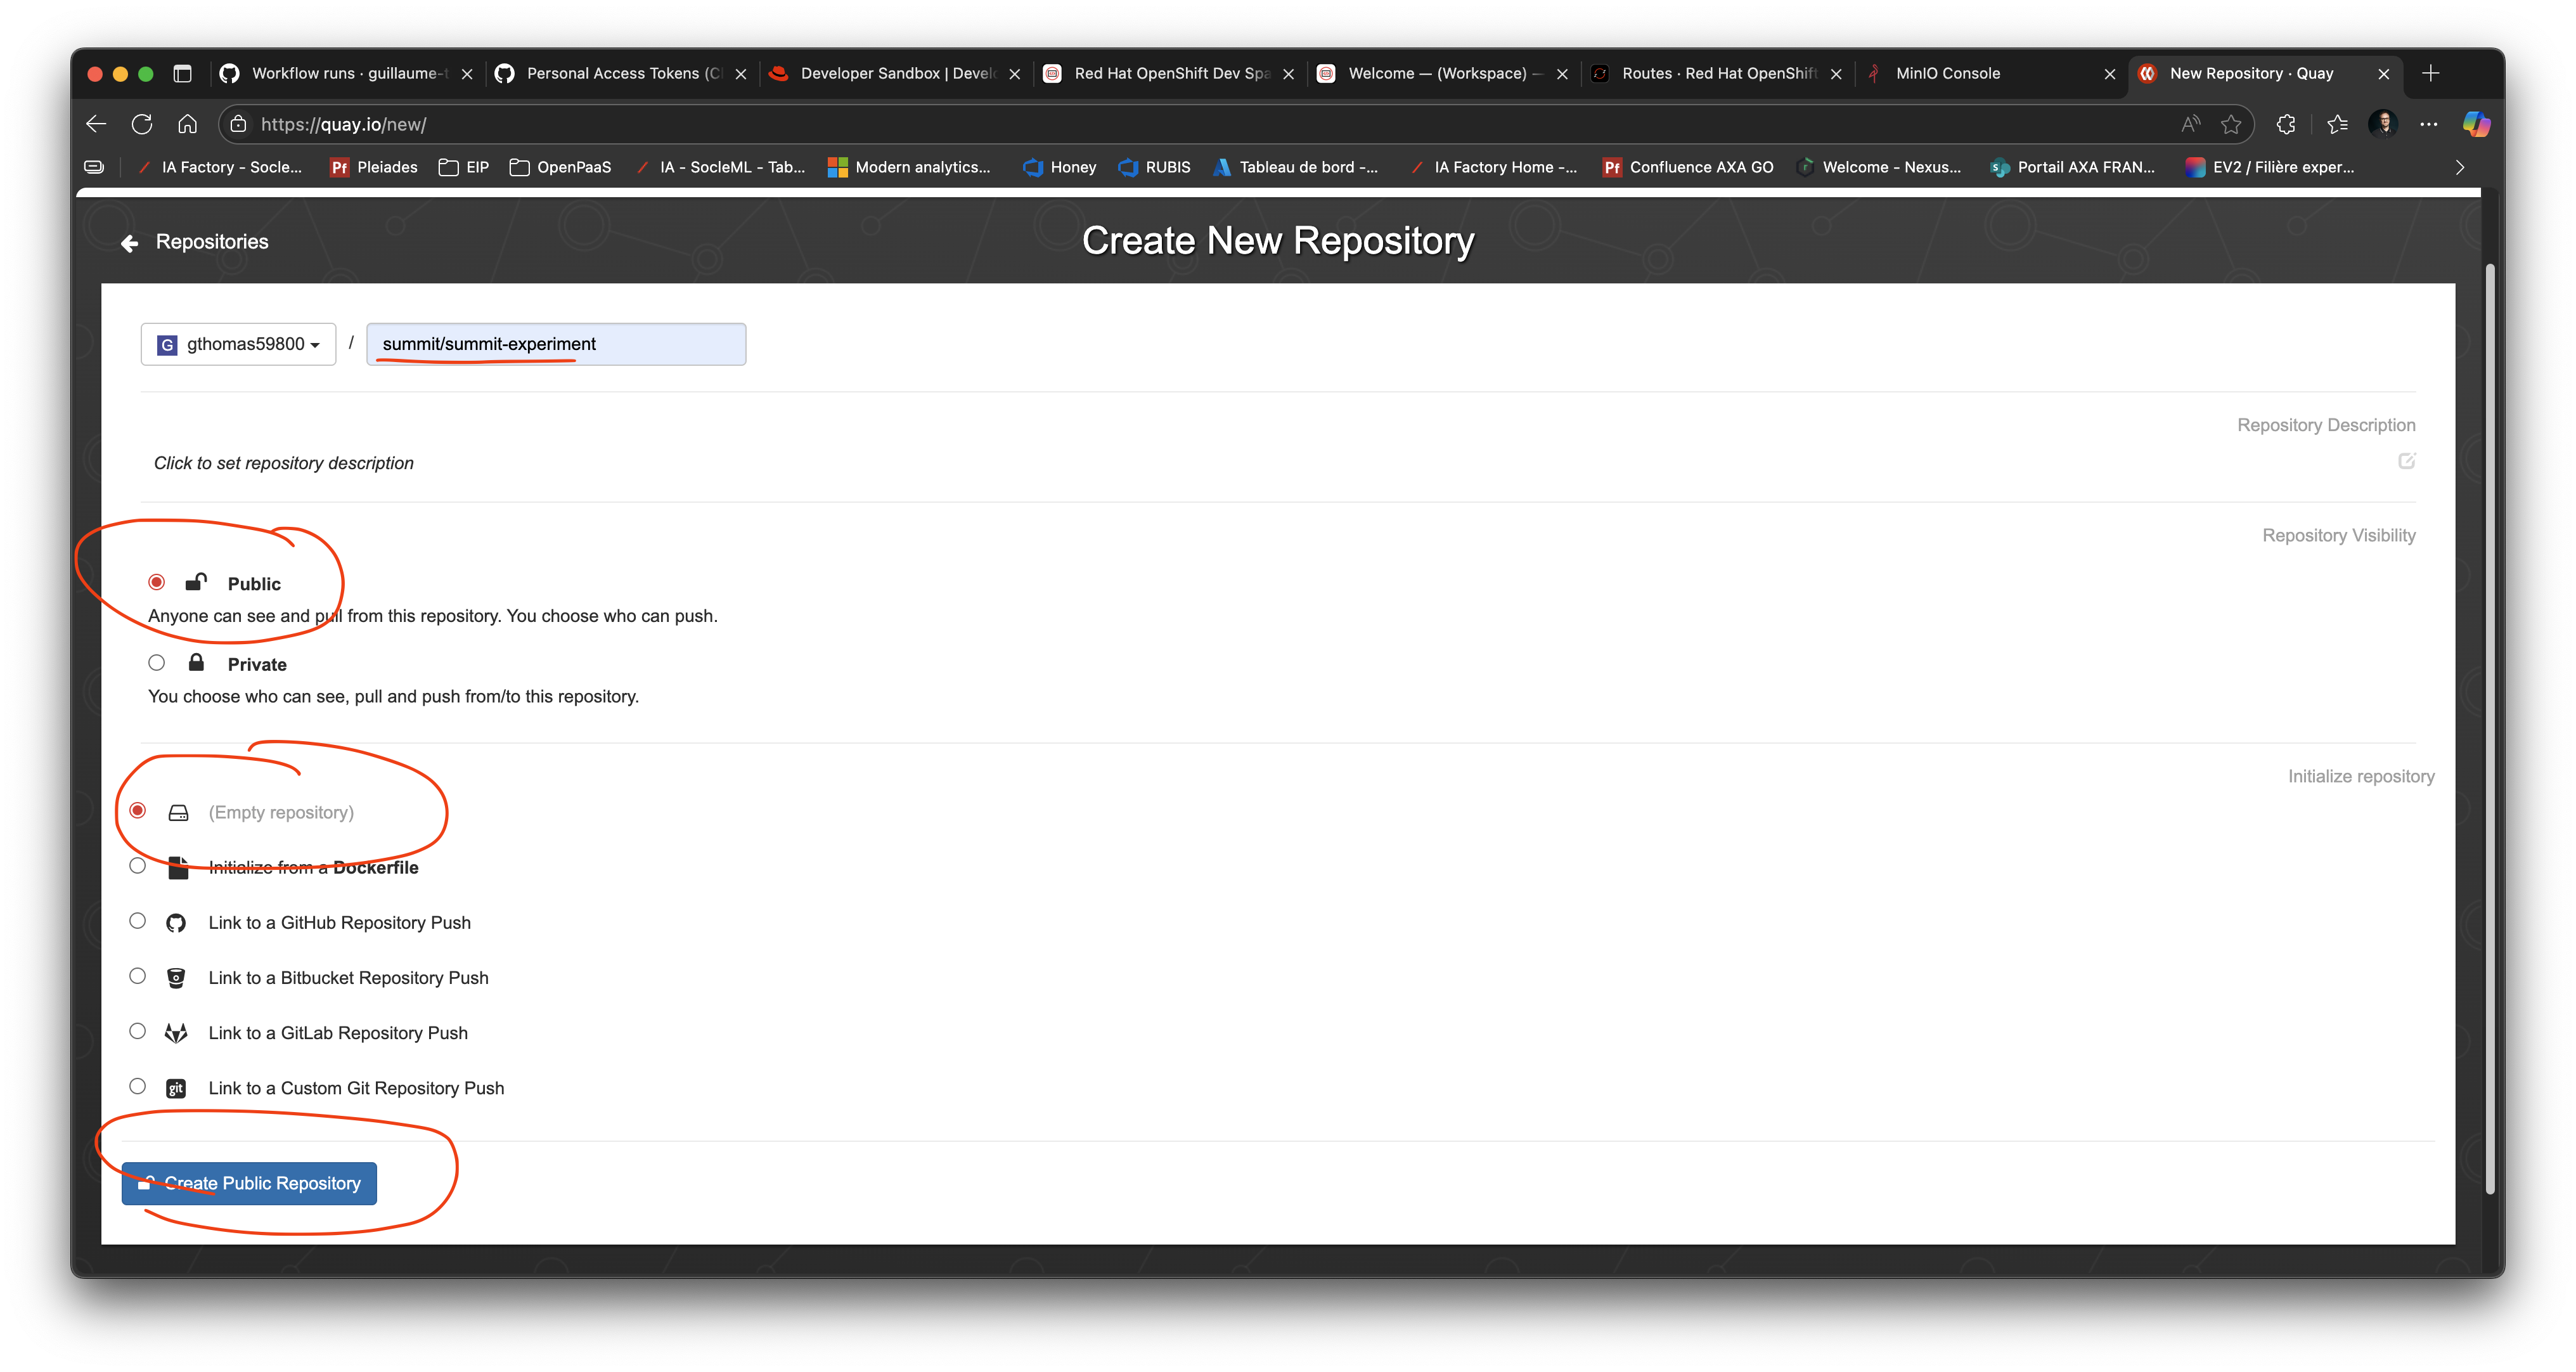 Workflow runs · guillaume-t
Personal Access Tokens (Cl
Developer Sandbox | Develo
Red Hat OpenShift Dev Spa
Welcome — (Workspace) —
Routes · Red Hat OpenShift
MinIO Console
New Repository · Quay
https://quay.io/new/
IA Factory - Socle...
Pf Pleiades
EIP
OpenPaaS
IA - SocleML - Tab...
Modern analytics...
Honey
RUBIS
Tableau de bord -...
IA Factory Home -...
Pf Confluence AXA GO
Welcome - Nexus...
Portail AXA FRAN...
EV2 / Filière exper...
Repositories
Create New Repository
G gthomas59800 / summit/summit-experiment
Repository Description
Click to set repository description
Repository Visibility
Public
Anyone can see and pull from this repository. You choose who can push.
Private
You choose who can see, pull and push from/to this repository.
Initialize repository
(Empty repository)
Initialize from a Dockerfile
Link to a GitHub Repository Push
Link to a Bitbucket Repository Push
Link to a GitLab Repository Push
git Link to a Custom Git Repository Push
Create Public Repository